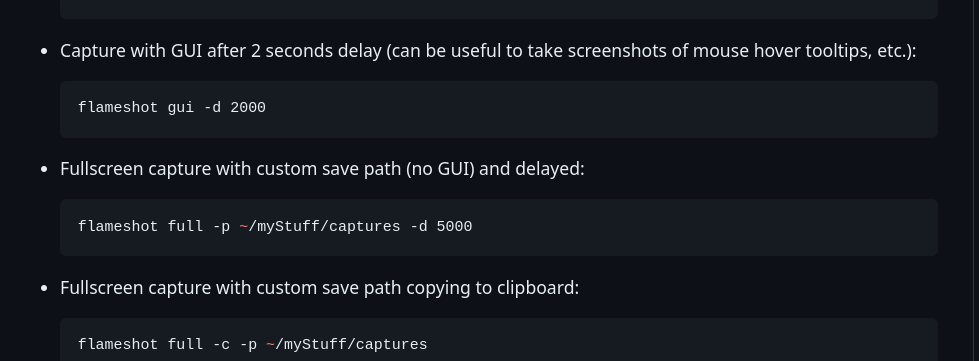 Capture with GUI after 2 seconds delay (can be useful to take screenshots of mouse hover tooltips, etc.):
flameshot gui -d 2000
Fullscreen capture with custom save path (no GUI) and delayed:
flameshot full -p ~/myStuff/captures -d 5000
Fullscreen capture with custom save path copying to clipboard:
flameshot full -c -p ~/myStuff/captures